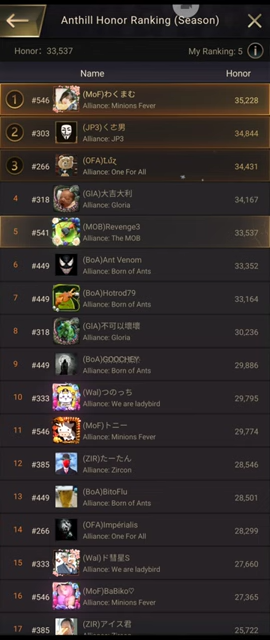 Anthill Honor Ranking (Season)
Honor: 33,537 My Ranking: 5
Name Honor
1 #546 (MoF)わくまむ 35,228
Alliance: Minions Fever
2 #303 (JP3)くさ男 34,844
Alliance: (JP3)
3 #266 (OFA)Lúʐ 34,431
Alliance: One For All
4 #318 (GIA)大吉大利 34,167
Alliance: Gloria
5 #541 (MOB)Revenge3 33,537
Alliance: The MOB
6 #449 (BoA)Ant Venom 33,352
Alliance: Born of Ants
7 #449 (BoA)Hotrod79 33,164
Alliance: Born of Ants
8 #318 (GIA)不可以壞壞 30,236
Alliance: Gloria
9 #449 (BoA)GOOCHEY! 29,886
Alliance: Born of Ants
10 #333 (Wal)つのっち 29,795
Alliance: We are ladybird
11 #546 (MoF)トニー 29,774
Alliance: Minions Fever
12 #385 (ZIR)たーたん 28,546
Alliance: Zircon
13 #449 (BoA)BitoFlu 28,501
Alliance: Born of Ants
14 #266 (OFA)Impérialis 28,299
Alliance: One For All
15 #333 (Wal)ド彗星S 27,660
Alliance: We are ladybird
16 #546 (MoF)BaBiko♡ 27,365
Alliance: Minions Fever
17 #385 (ZIR)アイス君 25,722